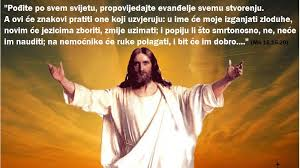 "Pođite po svem svijetu, propovijedajte evanđelje svemu stvorenju.
A ovi će znakovi pratiti one koji uzvjeruju: u ime će moje izganjati zloduhe,
novim će jezicima zboriti, zmije uzimati; i popiju li što smrtonosno, ne, neće
im nauditi; na nemoćnike će ruke polagati, i bit će im dobro...." (Mk 16,15-20)